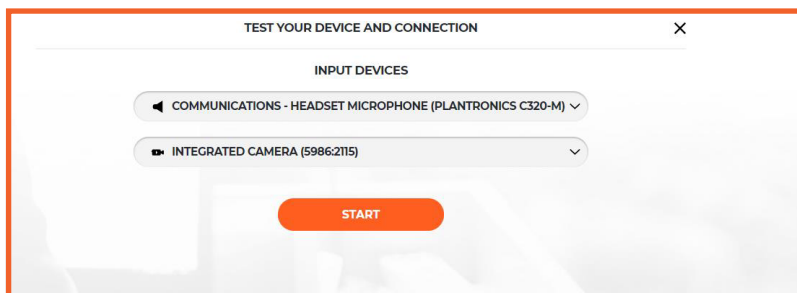 TEST YOUR DEVICE AND CONNECTION
INPUT DEVICES
COMMUNICATIONS - HEADSET MICROPHONE (PLANTRONICS C320-M)
INTEGRATED CAMERA (5986:2115)
START